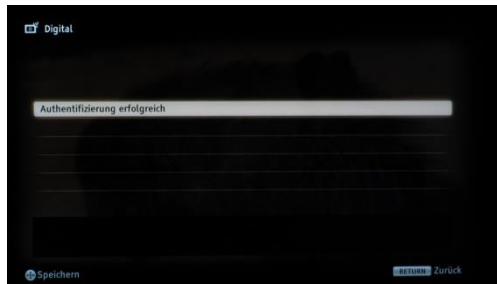 Digital
Authentifizierung erfolgreich
Speichern
RETURN Zurück